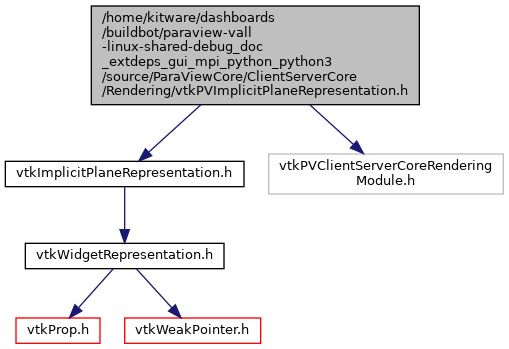 /home/kitware/dashboards
/buildbot/paraview-vall
-linux-shared-debug_doc
_extdeps_gui_mpi_python_python3
/source/ParaViewCore/ClientServerCore
/Rendering/vtkPVImplicitPlaneRepresentation.h
vtkImplicitPlaneRepresentation.h
vtkPVClientServerCoreRendering
Module.h
vtkWidgetRepresentation.h
vtkProp.h
vtkWeakPointer.h